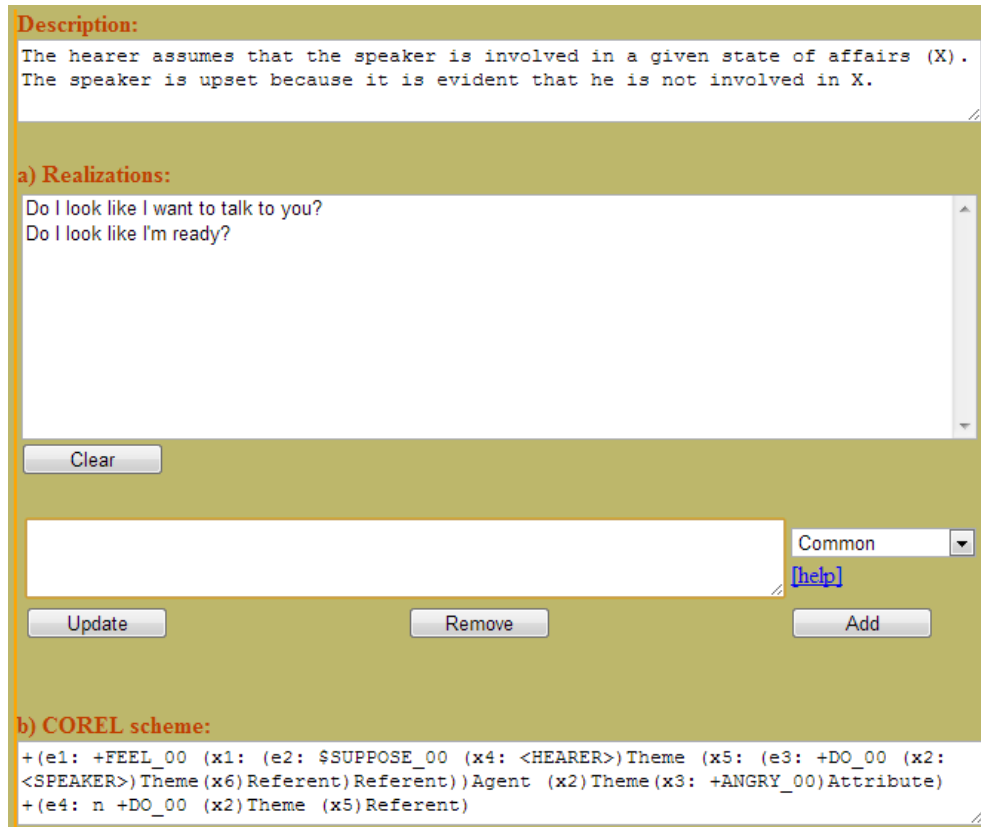 Description:
The hearer assumes that the speaker is involved in a given state of affairs (X).
The speaker is upset because it is evident that he is not involved in X.
a) Realizations:
Do I look like I want to talk to you?
Do I look like I'm ready?
Clear
Common
[help]
Update Remove Add
b) COREL scheme:
+(e1: +FEEL_00 (x1: (e2: $SUPPOSE_00 (x4: <HEARER>)Theme (x5: (e3: +DO_00 (x2:
<SPEAKER>)Theme(x6)Referent)Referent))Agent (x2)Theme(x3: +ANGRY_00)Attribute)
+(e4: n +DO_00 (x2)Theme (x5)Referent)